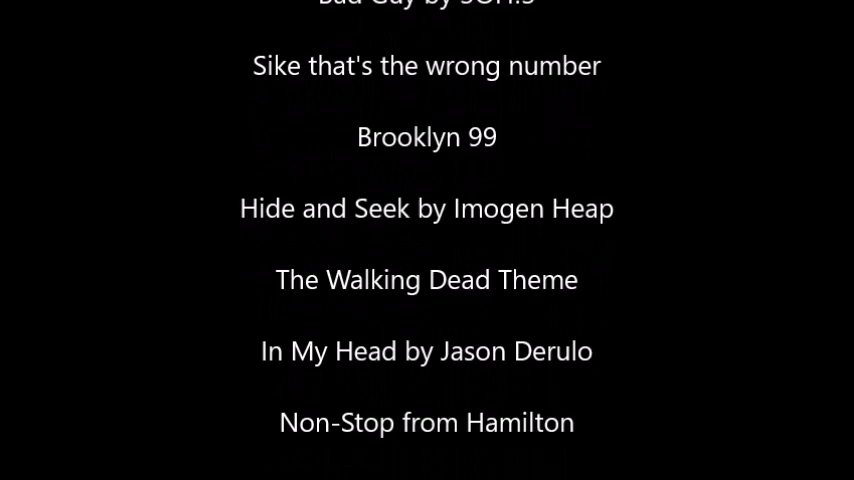 Sike that's the wrong number
Brooklyn 99
Hide and Seek by Imogen Heap
The Walking Dead Theme
In My Head by Jason Derulo
Non-Stop from Hamilton